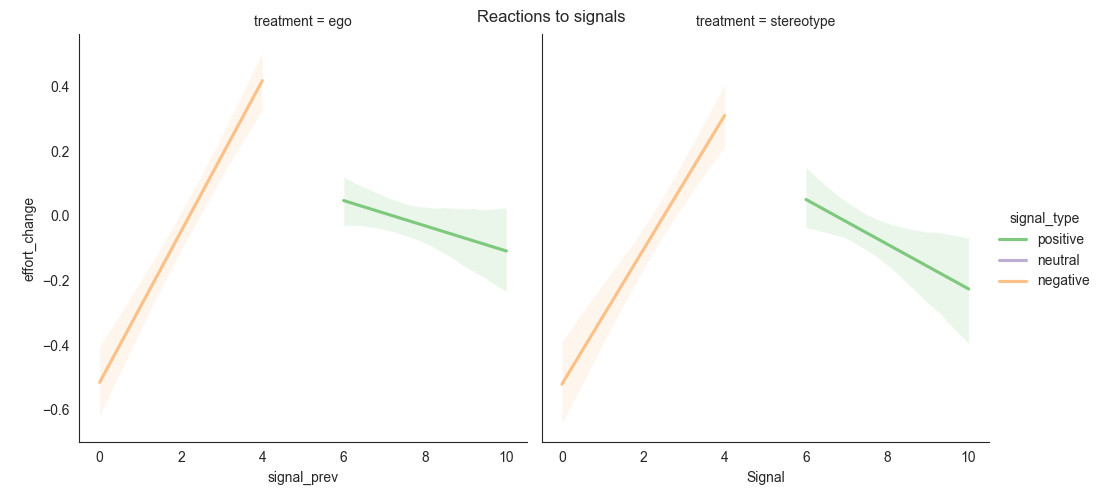 Reactions to signals
treatment = ego
treatment = stereotype
effort_change
0.4
0.2
0.0
−0.2
−0.4
−0.6
0 2 4 6 8 10
0 2 4 6 8 10
signal_prev
Signal
signal_type
positive
neutral
negative